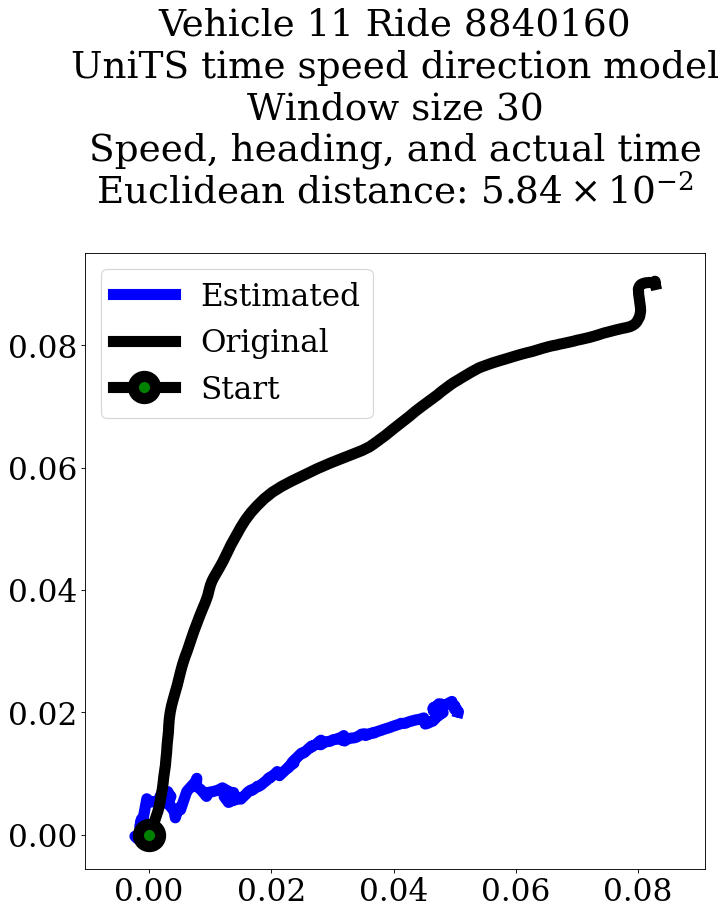 Vehicle 11 Ride 8840160
UniTS time speed direction model
Window size 30
Speed, heading, and actual time
Euclidean distance: 5.84 × 10⁻²
Estimated
Original
Start
0.08
0.06
0.04
0.02
0.00
0.00 0.02 0.04 0.06 0.08